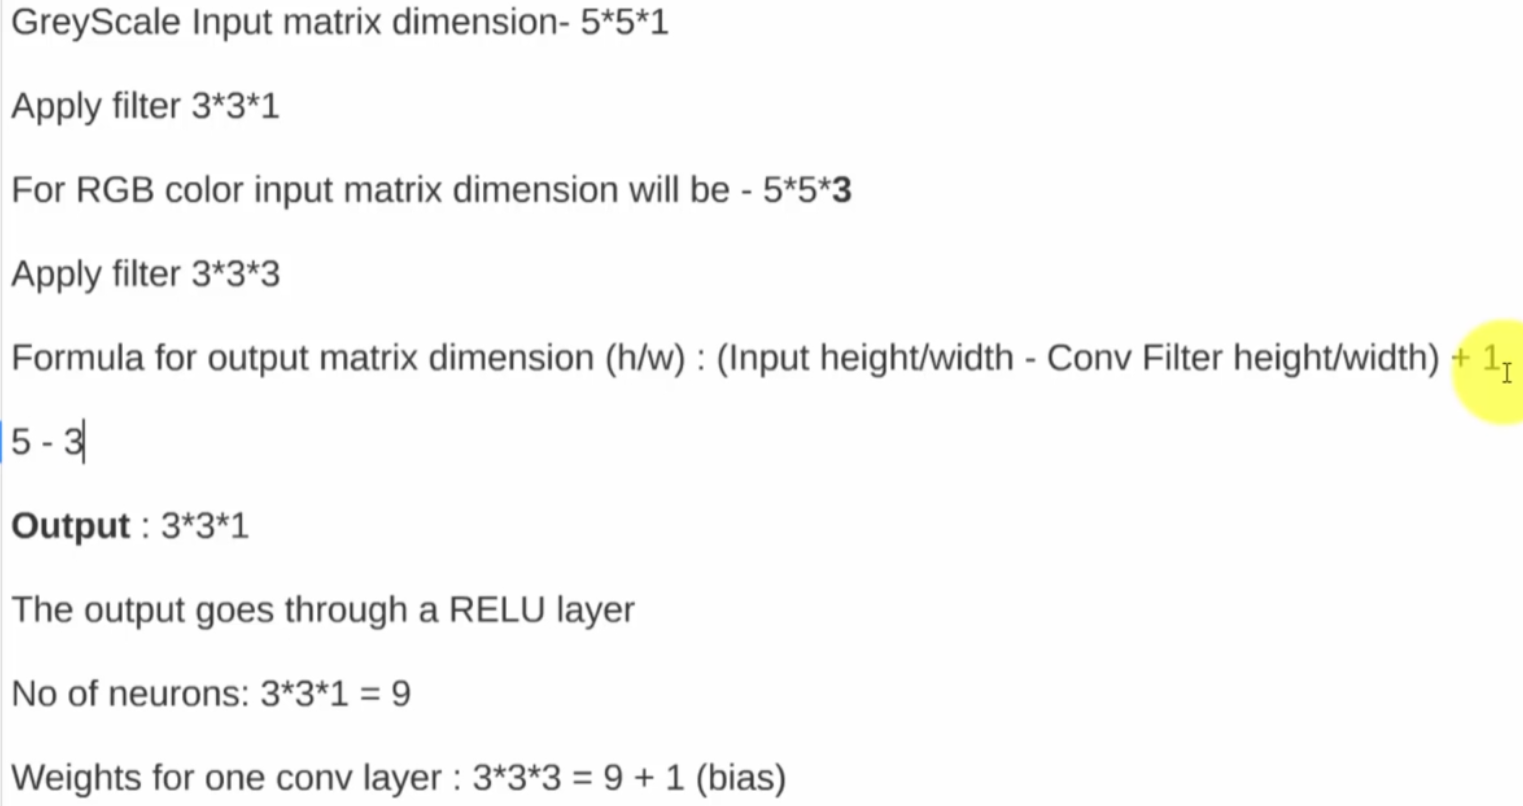 GreyScale Input matrix dimension- 5*5*1
Apply filter 3*3*1
For RGB color input matrix dimension will be - 5*5*3
Apply filter 3*3*3
Formula for output matrix dimension (h/w) : (Input height/width - Conv Filter height/width) + 1
5 - 3
Output : 3*3*1
The output goes through a RELU layer
No of neurons: 3*3*1 = 9
Weights for one conv layer : 3*3*3 = 9 + 1 (bias)